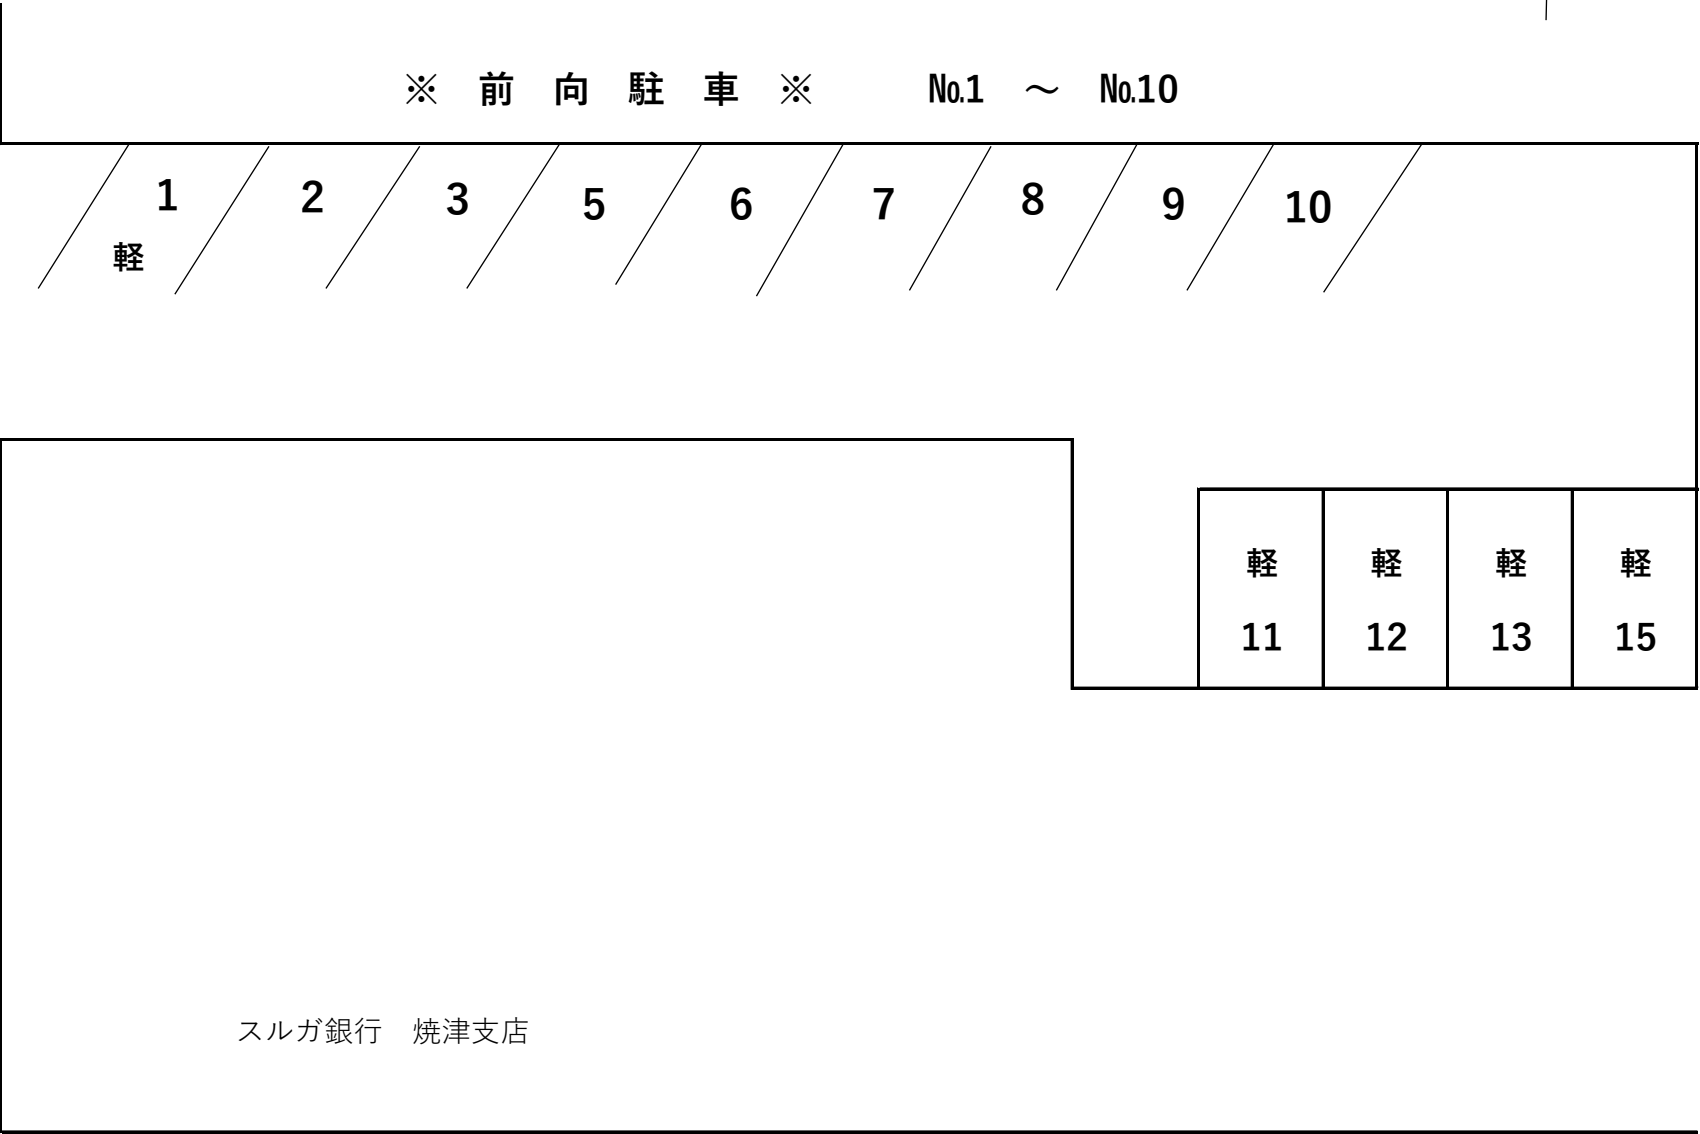 ※ 前 向 駐 車 ※　　№1 ～ №10
1 2 3 5 6 7 8 9 10
軽
軽 軽 軽 軽
11 12 13 15
スルガ銀行　焼津支店